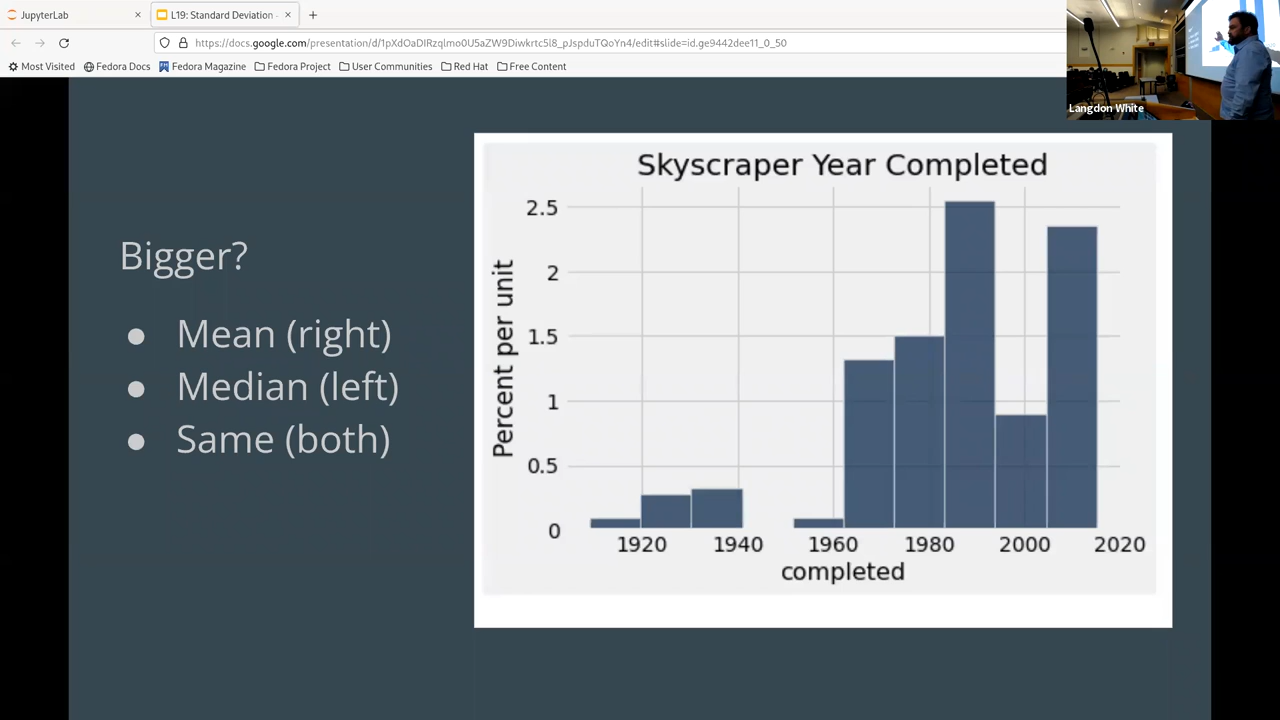 JupyterLab
L19: Standard Deviation
https://docs.google.com/presentation/d/1pXdOaDIRzqlmo0U5aZW9Diwkrtc5l8_pJspduTQoYn4/edit#slide=id.ge9442dee11_0_50
Most Visited
Fedora Docs
Fedora Magazine
Fedora Project
User Communities
Red Hat
Free Content
Langdon White
Bigger?
● Mean (right)
● Median (left)
● Same (both)
Skyscraper Year Completed
Percent per unit
2.5
2
1.5
1
0.5
0
1920 1940 1960 1980 2000 2020
completed